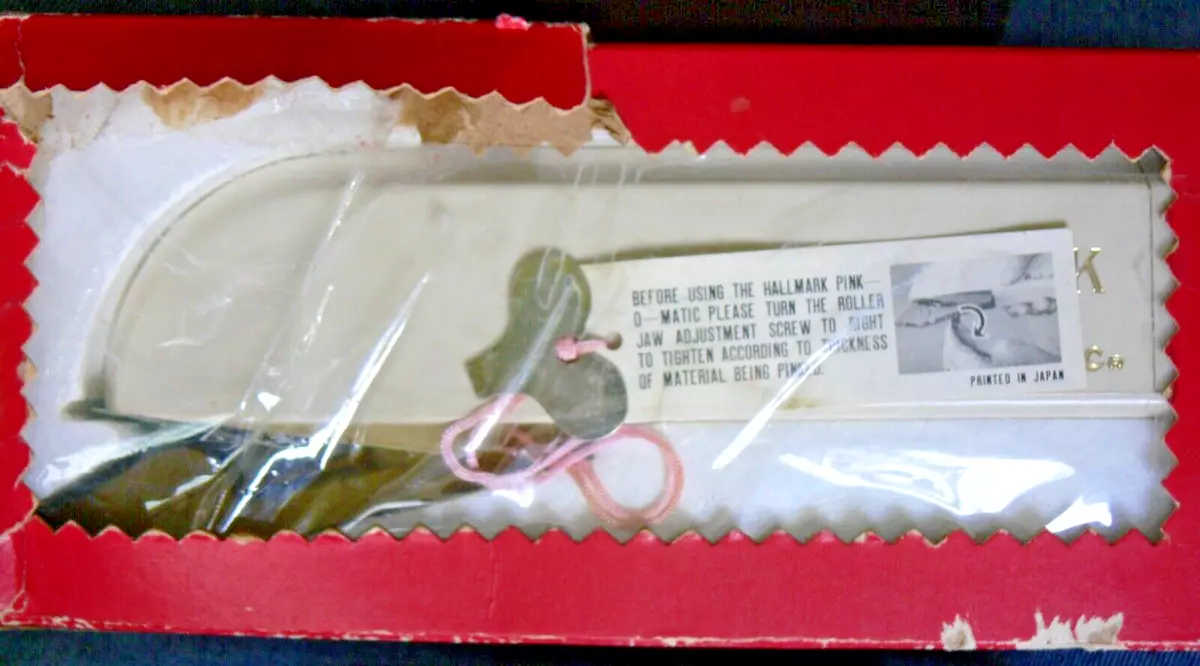 BEFORE USING THE HALLMARK PINK—
O—MATIC PLEASE TURN THE ROLLER
JAW ADJUSTMENT SCREW TO RIGHT
TO TIGHTEN ACCORDING TO THICKNESS
OF MATERIAL BEING PINKED.
PRINTED IN JAPAN
K
C®